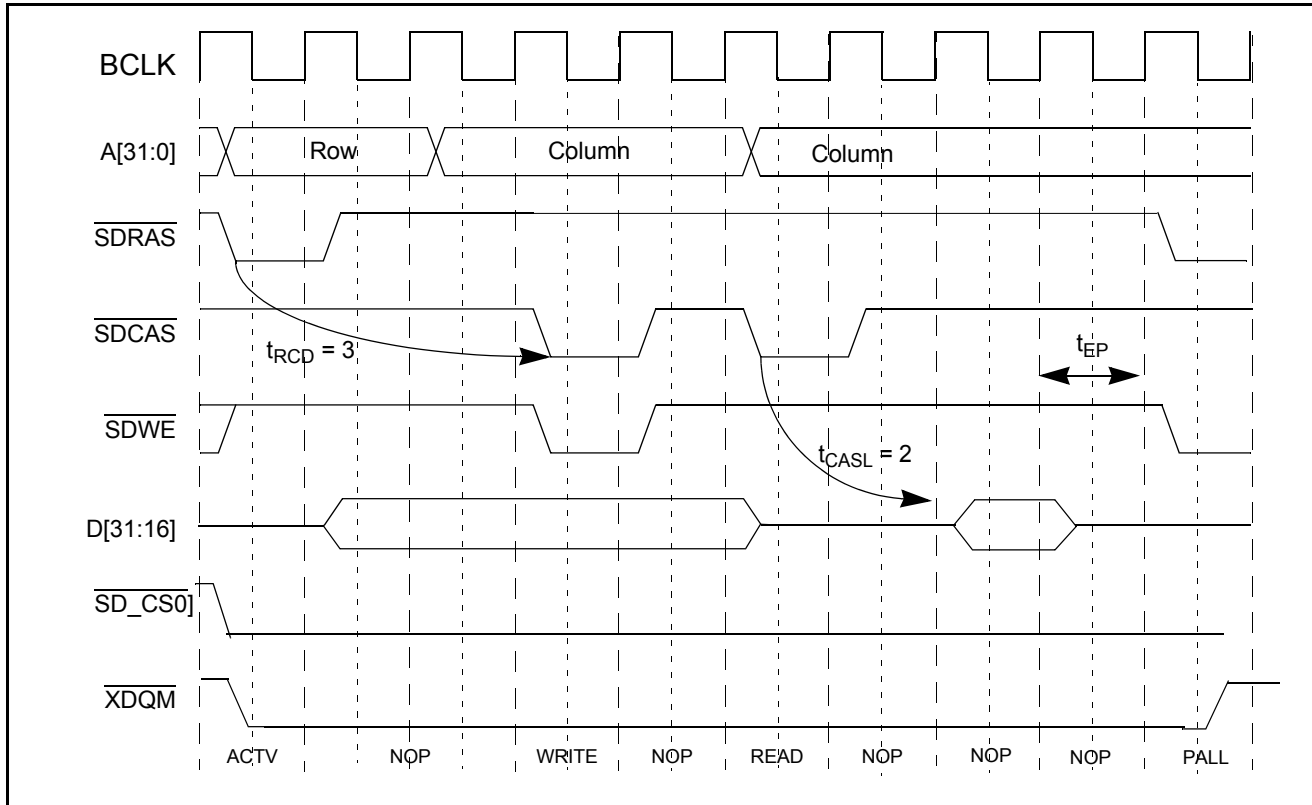 BCLK
A[31:0]
Row
Column
Column
SDRAS
SDCAS
tRCD = 3
tEP
SDWE
tCASL = 2
D[31:16]
SD_CS0]
XDQM
ACTV NOP WRITE NOP READ NOP NOP NOP PALL